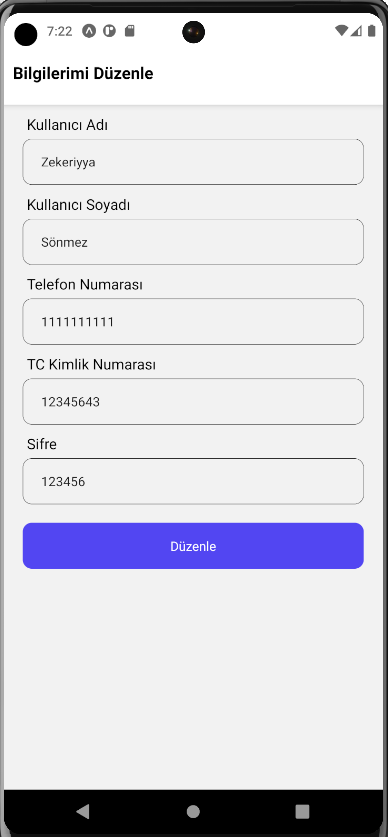 7:22
Bilgilerimi Düzenle
Kullanıcı Adı
Zekeriyya
Kullanıcı Soyadı
Sönmez
Telefon Numarası
1111111111
TC Kimlik Numarası
12345643
Sifre
123456
Düzenle